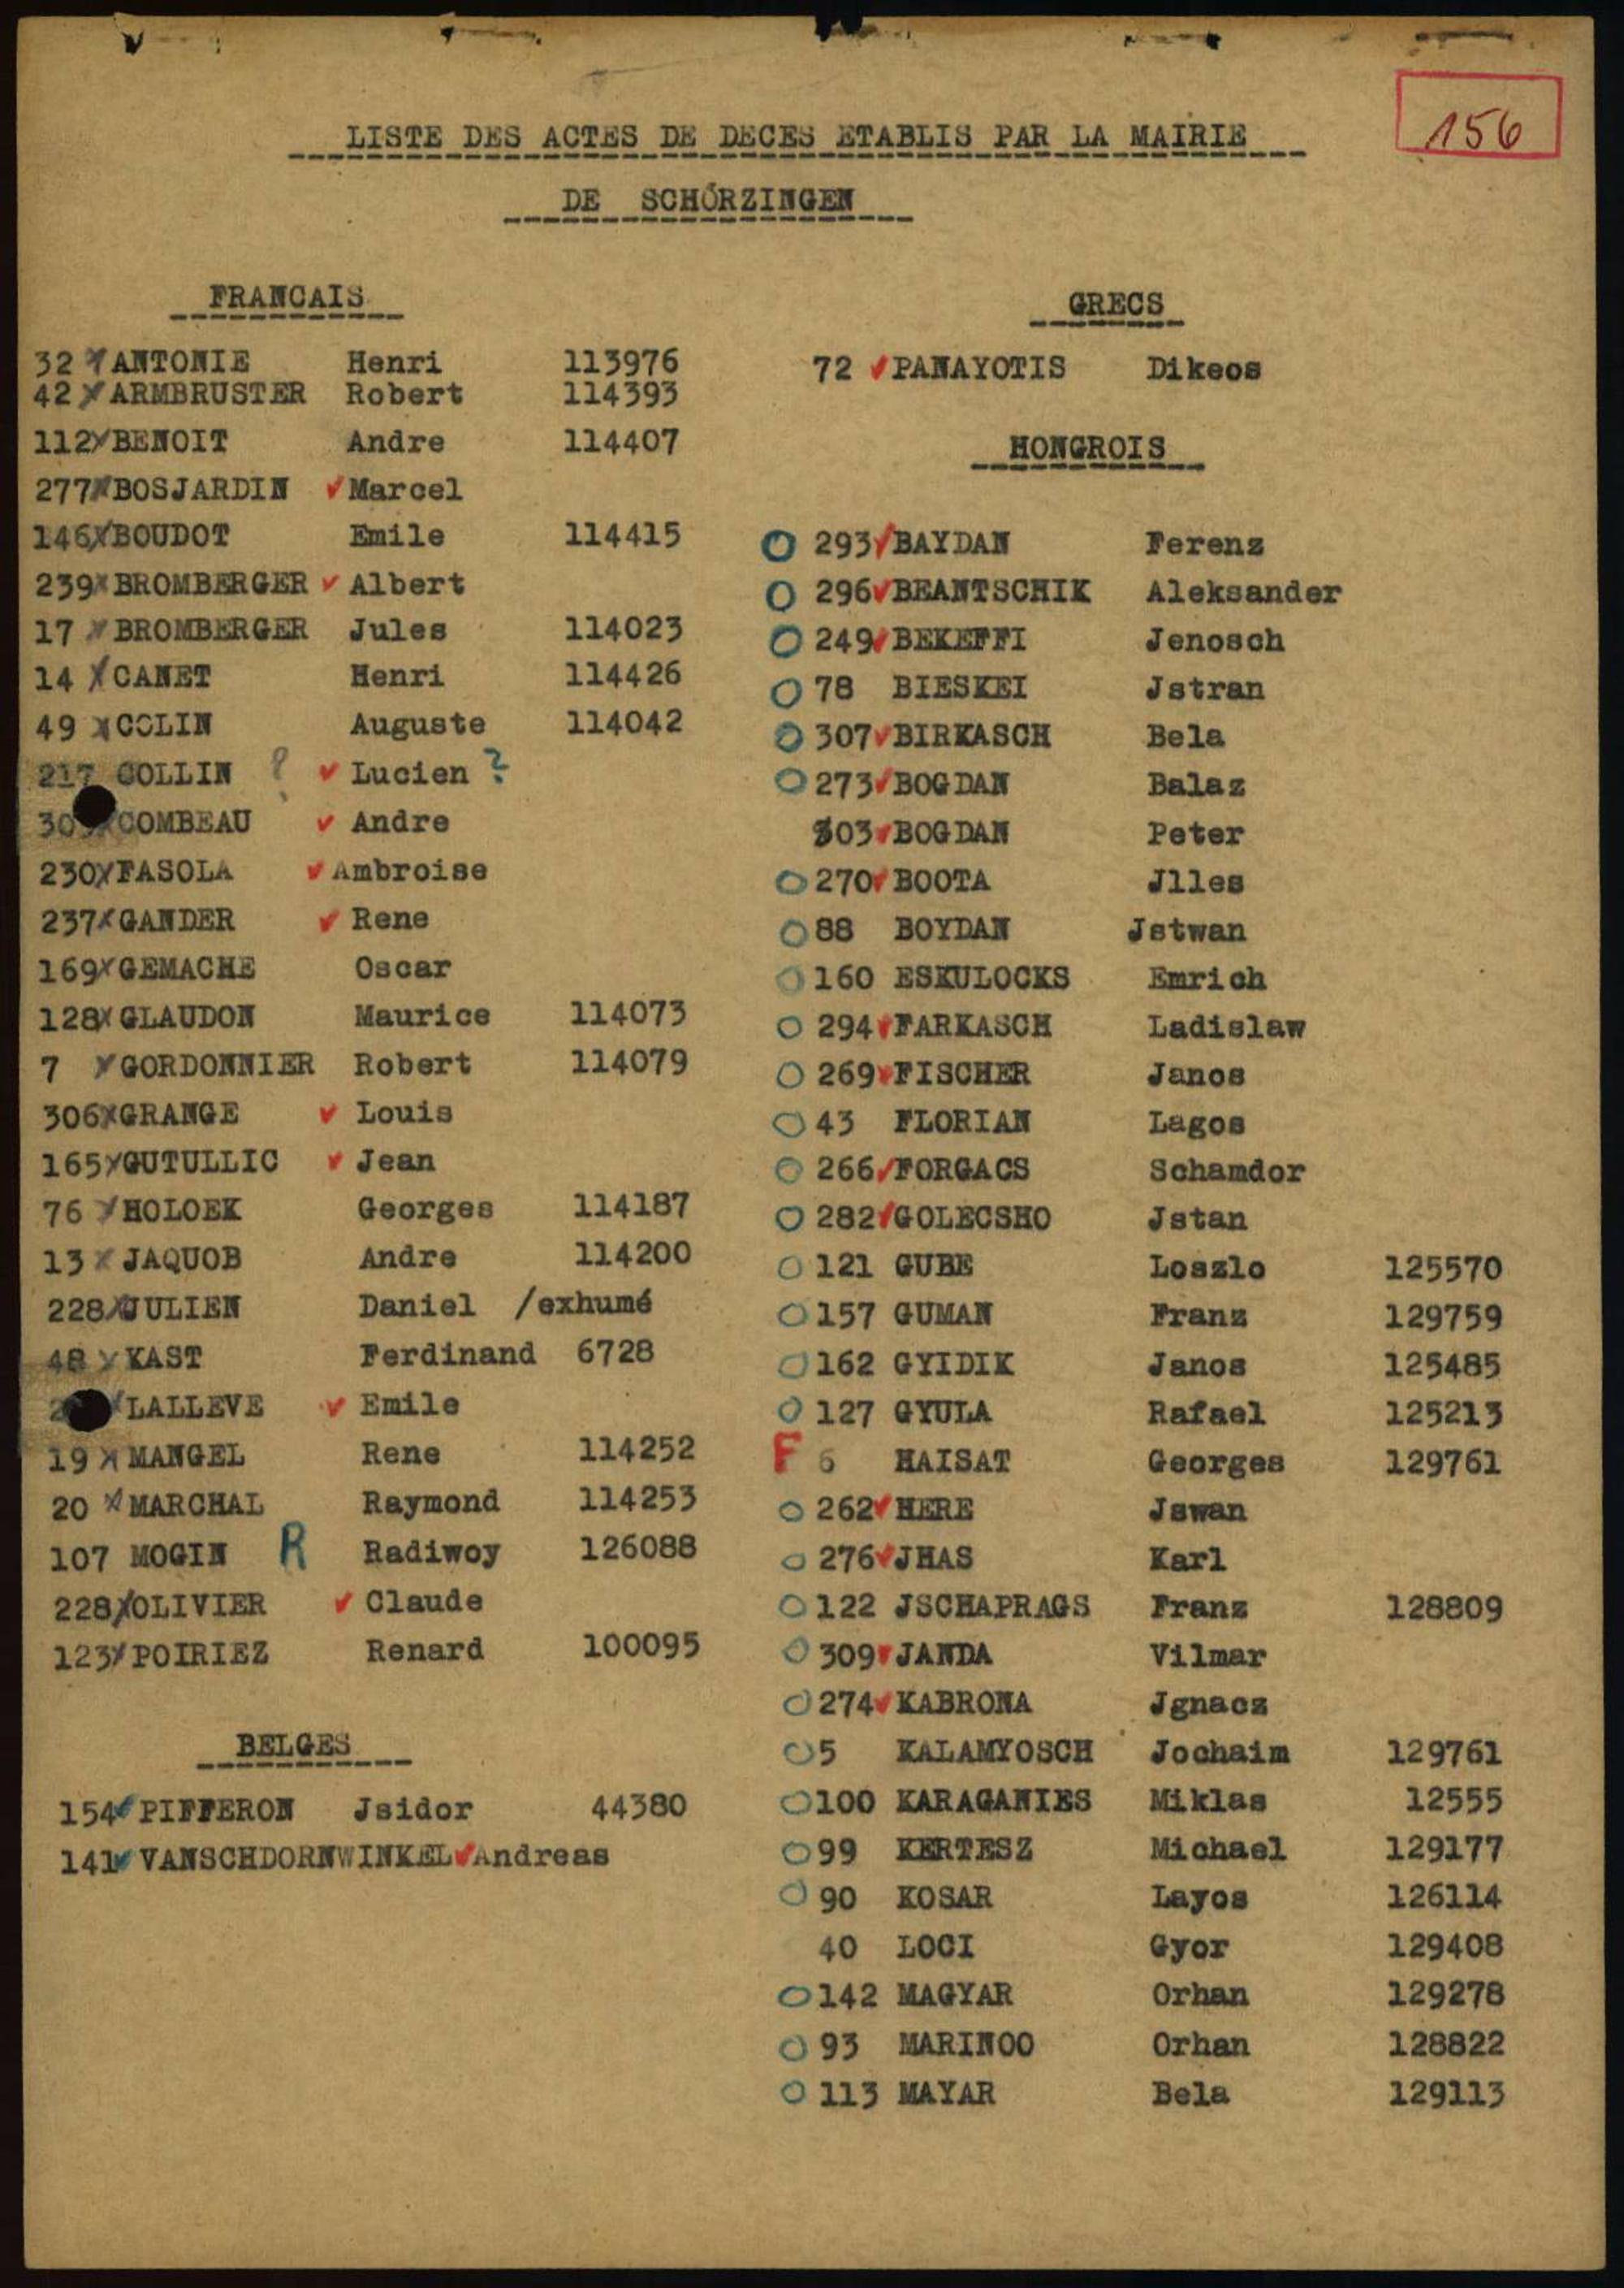 156
LISTE DES ACTES DE DECES ETABLIS PAR LA MAIRIE
DE SCHÖRZINGEN
FRANCAIS
32 ANTONIE Henri 113976
42 ARMBRUSTER Robert 114393
112 BENOIT Andre 114407
277 BOSJARDIN Marcel
146 BOUDOT Emile 114415
239 BROMBERGER Albert
17 BROMBERGER Jules 114023
14 CANET Henri 114426
49 COLIN Auguste 114042
217 COLLIN ? Lucien ?
COMBEAU Andre
230 FASOLA Ambroise
237 GANDER Rene
169 GEMACHE Oscar
128 GLAUDON Maurice 114073
7 GORDONNIER Robert 114079
306 GRANGE Louis
165 GUTULLIC Jean
76 HOLOEK Georges 114187
13 JAQUOB Andre 114200
228 JULIEN Daniel /exhumé
48 KAST Ferdinand 6728
LALLEVE Emile
19 MANGEL Rene 114252
20 MARCHAL Raymond 114253
107 MOGIN R Radiwoy 126088
228 OLIVIER Claude
123 POIRIEZ Renard 100095
BELGES
154 PIFFERON Jsidor 44380
141 VANSCHDORNWINKEL Andreas
GRECS
72 PANAYOTIS Dikeos
HONGROIS
293 BAYDAN Ferenz
296 BEANTSCHIK Aleksander
249 BEKEFFI Jenosch
78 BIESKEI Jstran
307 BIRKASCH Bela
273 BOGDAN Balaz
303 BOGDAN Peter
270 BOOTA Jlles
88 BOYDAN Jstwan
160 ESKULOCKS Emrich
294 FARKASCH Ladislaw
269 FISCHER Janos
43 FLORIAN Lagos
266 FORGACS Schamdor
282 GOLECSHO Jstan
121 GUBE Loszlo 125570
157 GUMAN Franz 129759
162 GYIDIK Janos 125485
127 GYULA Rafael 125213
F 6 HAISAT Georges 129761
262 HERE Jswan
276 JHAS Karl
122 JSCHAPRAGS Franz 128809
309 JANDA Vilmar
274 KABRONA Jgnacz
5 KALAMYOSCH Jochaim 129761
100 KARAGANIES Miklas 12555
99 KERTESZ Michael 129177
90 KOSAR Layos 126114
40 LOCI Gyor 129408
142 MAGYAR Orhan 129278
93 MARINOO Orhan 128822
113 MAYAR Bela 129113